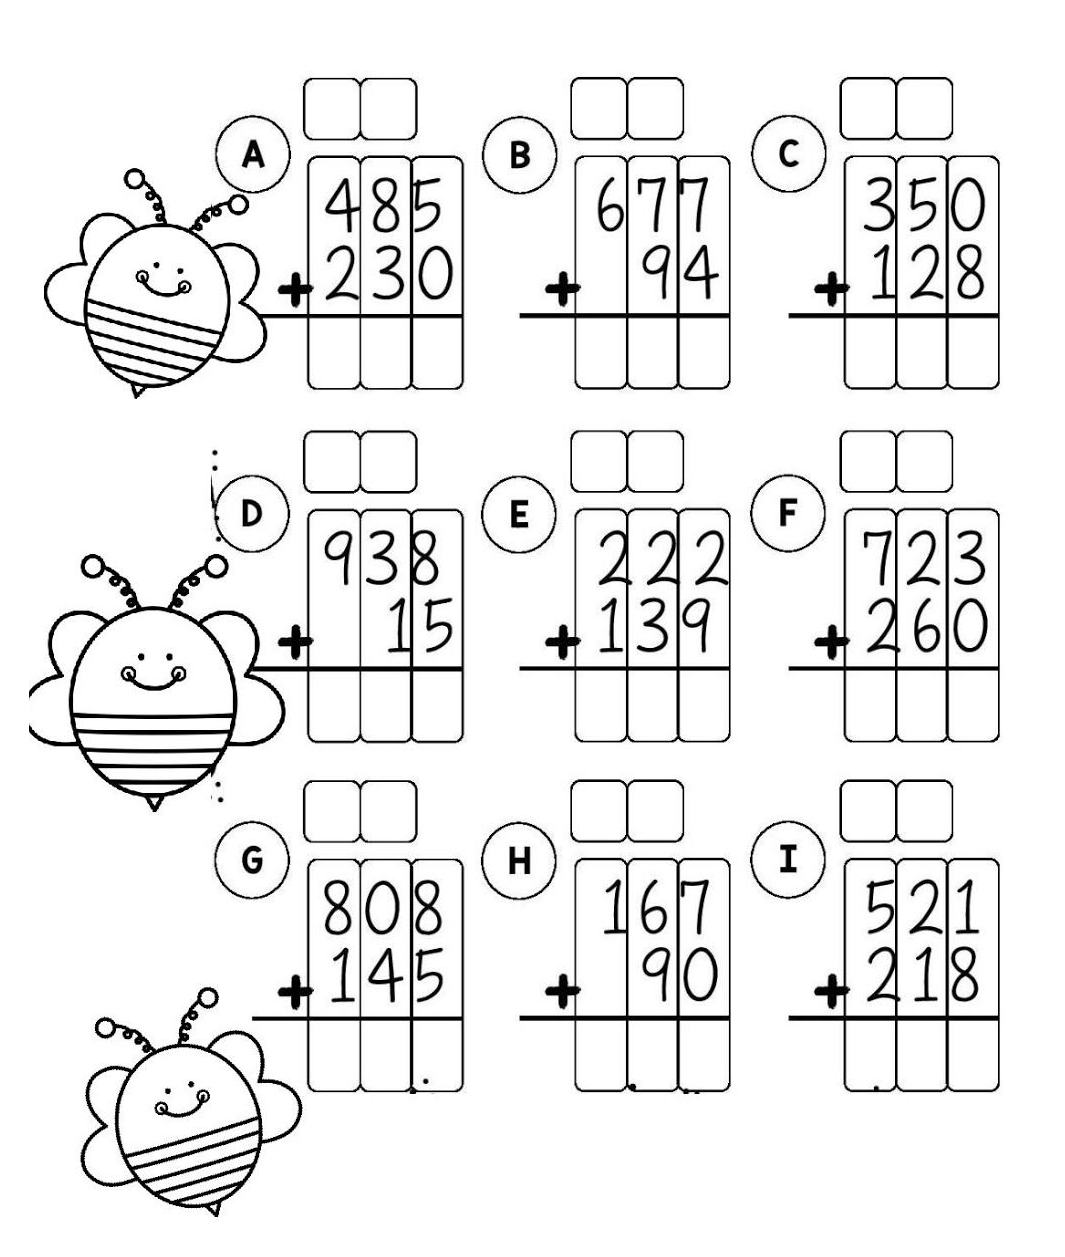 A B C
485 677 350
+ 230 + 94 + 128
D E F
938 222 723
+ 15 + 139 + 260
G H I
808 167 521
+ 145 + 90 + 218